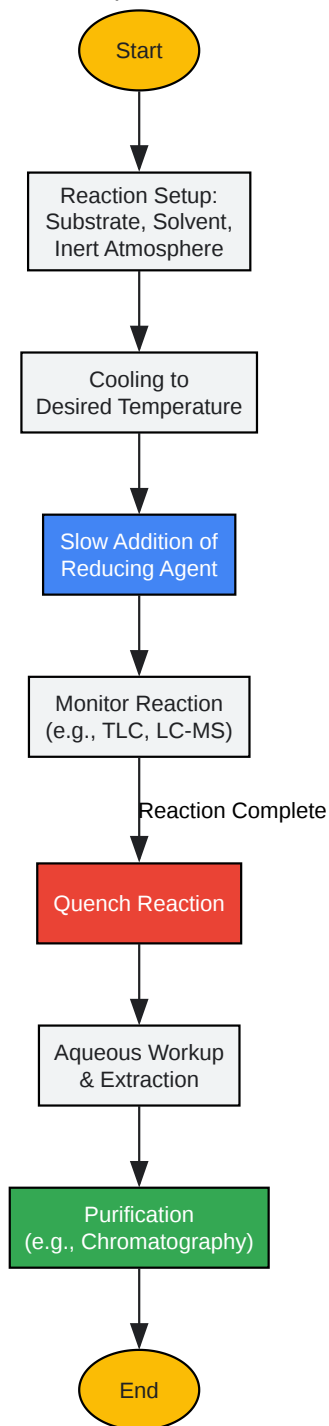 Start
Reaction Setup:
Substrate, Solvent,
Inert Atmosphere
Cooling to
Desired Temperature
Slow Addition of
Reducing Agent
Monitor Reaction
(e.g., TLC, LC-MS)
Reaction Complete
Quench Reaction
Aqueous Workup
& Extraction
Purification
(e.g., Chromatography)
End